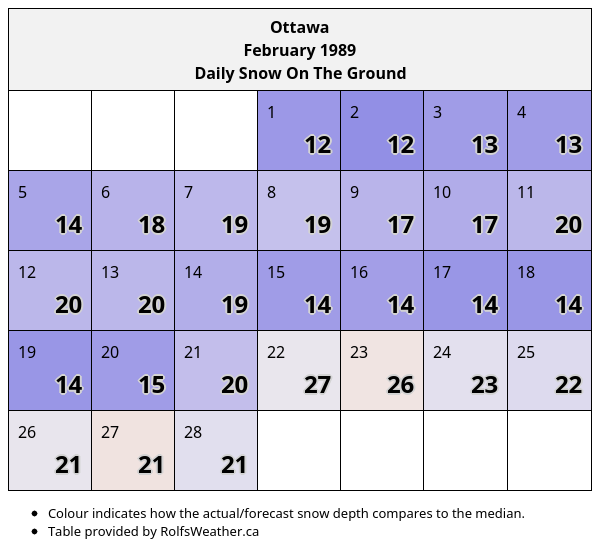 Ottawa
February 1989
Daily Snow On The Ground
1 2 3 4
12 12 13 13
5 6 7 8 9 10 11
14 18 19 19 17 17 20
12 13 14 15 16 17 18
20 20 19 14 14 14 14
19 20 21 22 23 24 25
14 15 20 27 26 23 22
26 27 28
21 21 21
• Colour indicates how the actual/forecast snow depth compares to the median.
• Table provided by RolfsWeather.ca